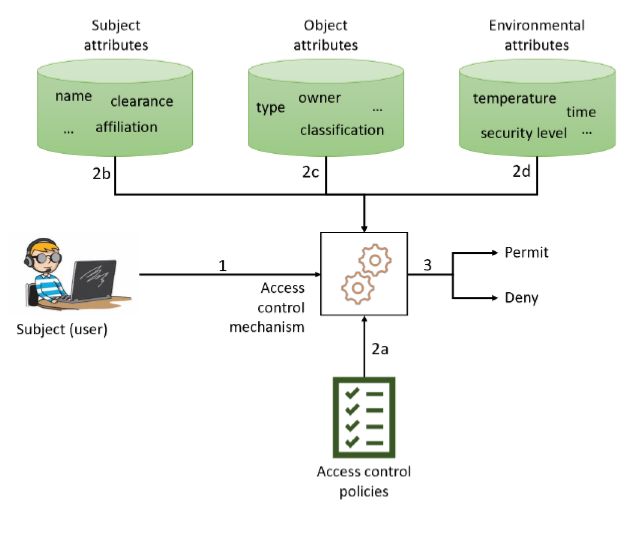 Subject
attributes
Object
attributes
Environmental
attributes
name
clearance
...
affiliation
type
owner
...
classification
temperature
time
security level
...
2b
2c
2d
1
Access
control
mechanism
3
Permit
Deny
Subject (user)
2a
Access control
policies